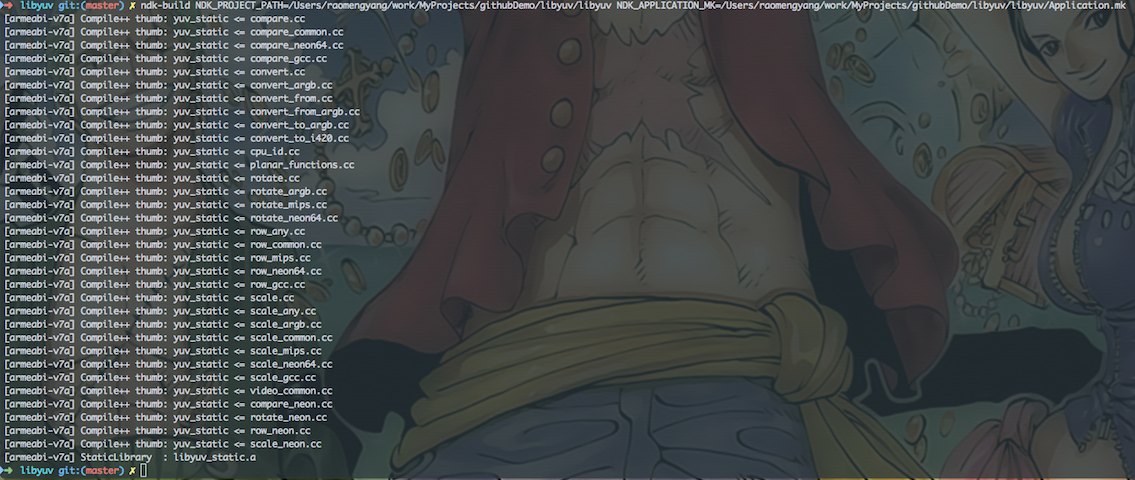 ➜ libyuv git:(master) ✗ ndk-build NDK_PROJECT_PATH=/Users/raomengyang/work/MyProjects/githubDemo/libyuv/libyuv NDK_APPLICATION_MK=/Users/raomengyang/work/MyProjects/githubDemo/libyuv/libyuv/Application.mk
[armeabi-v7a] Compile++ thumb: yuv_static <= compare.cc
[armeabi-v7a] Compile++ thumb: yuv_static <= compare_common.cc
[armeabi-v7a] Compile++ thumb: yuv_static <= compare_neon64.cc
[armeabi-v7a] Compile++ thumb: yuv_static <= compare_gcc.cc
[armeabi-v7a] Compile++ thumb: yuv_static <= convert.cc
[armeabi-v7a] Compile++ thumb: yuv_static <= convert_argb.cc
[armeabi-v7a] Compile++ thumb: yuv_static <= convert_from.cc
[armeabi-v7a] Compile++ thumb: yuv_static <= convert_from_argb.cc
[armeabi-v7a] Compile++ thumb: yuv_static <= convert_to_argb.cc
[armeabi-v7a] Compile++ thumb: yuv_static <= convert_to_i420.cc
[armeabi-v7a] Compile++ thumb: yuv_static <= cpu_id.cc
[armeabi-v7a] Compile++ thumb: yuv_static <= planar_functions.cc
[armeabi-v7a] Compile++ thumb: yuv_static <= rotate.cc
[armeabi-v7a] Compile++ thumb: yuv_static <= rotate_argb.cc
[armeabi-v7a] Compile++ thumb: yuv_static <= rotate_mips.cc
[armeabi-v7a] Compile++ thumb: yuv_static <= rotate_neon64.cc
[armeabi-v7a] Compile++ thumb: yuv_static <= row_any.cc
[armeabi-v7a] Compile++ thumb: yuv_static <= row_common.cc
[armeabi-v7a] Compile++ thumb: yuv_static <= row_mips.cc
[armeabi-v7a] Compile++ thumb: yuv_static <= row_neon64.cc
[armeabi-v7a] Compile++ thumb: yuv_static <= row_gcc.cc
[armeabi-v7a] Compile++ thumb: yuv_static <= scale.cc
[armeabi-v7a] Compile++ thumb: yuv_static <= scale_any.cc
[armeabi-v7a] Compile++ thumb: yuv_static <= scale_argb.cc
[armeabi-v7a] Compile++ thumb: yuv_static <= scale_common.cc
[armeabi-v7a] Compile++ thumb: yuv_static <= scale_mips.cc
[armeabi-v7a] Compile++ thumb: yuv_static <= scale_neon64.cc
[armeabi-v7a] Compile++ thumb: yuv_static <= scale_gcc.cc
[armeabi-v7a] Compile++ thumb: yuv_static <= video_common.cc
[armeabi-v7a] Compile++ thumb: yuv_static <= compare_neon.cc
[armeabi-v7a] Compile++ thumb: yuv_static <= rotate_neon.cc
[armeabi-v7a] Compile++ thumb: yuv_static <= row_neon.cc
[armeabi-v7a] Compile++ thumb: yuv_static <= scale_neon.cc
[armeabi-v7a] StaticLibrary  : libyuv_static.a
➜ libyuv git:(master) ✗